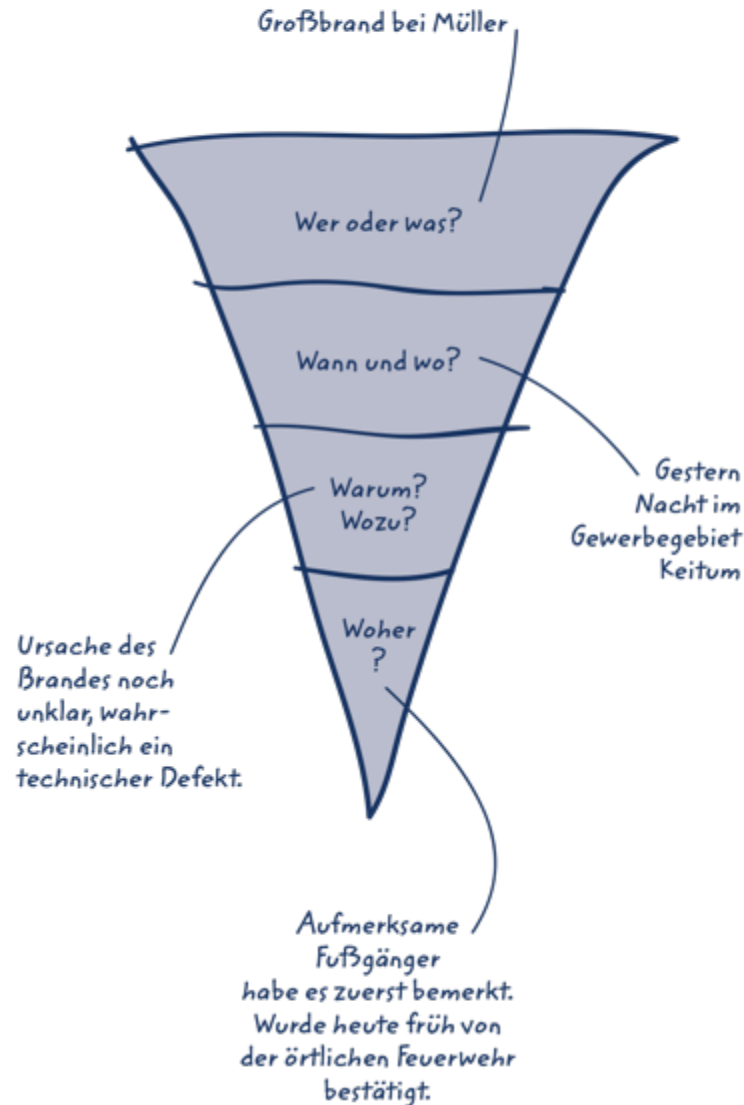 Großbrand bei Müller
Wer oder was?
Wann und wo?
Gestern
Nacht im
Gewerbegebiet
Keitum
Warum?
Wozu?
Ursache des
Brandes noch
unklar, wahr-
scheinlich ein
technischer Defekt.
Woher
?
Aufmerksame
Fußgänger
habe es zuerst bemerkt.
Wurde heute früh von
der örtlichen Feuerwehr
bestätigt.